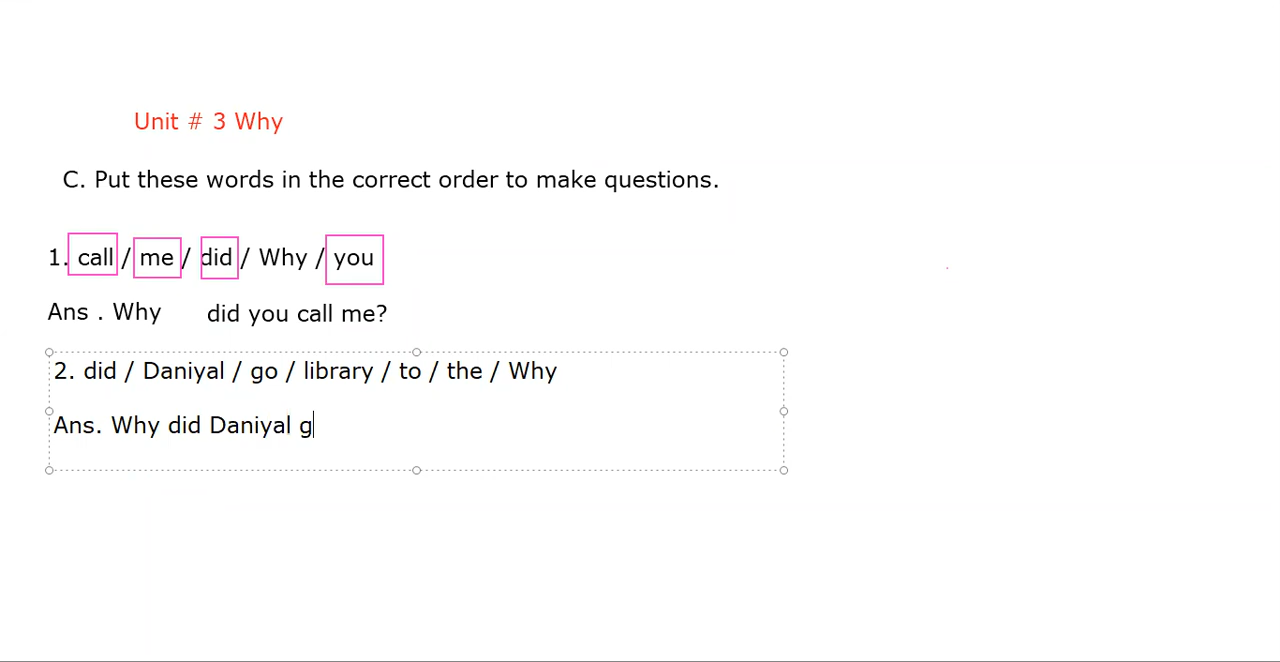 Unit # 3 Why
C. Put these words in the correct order to make questions.
1. call / me / did / Why / you
Ans . Why did you call me?
2. did / Daniyal / go / library / to / the / Why
Ans. Why did Daniyal g